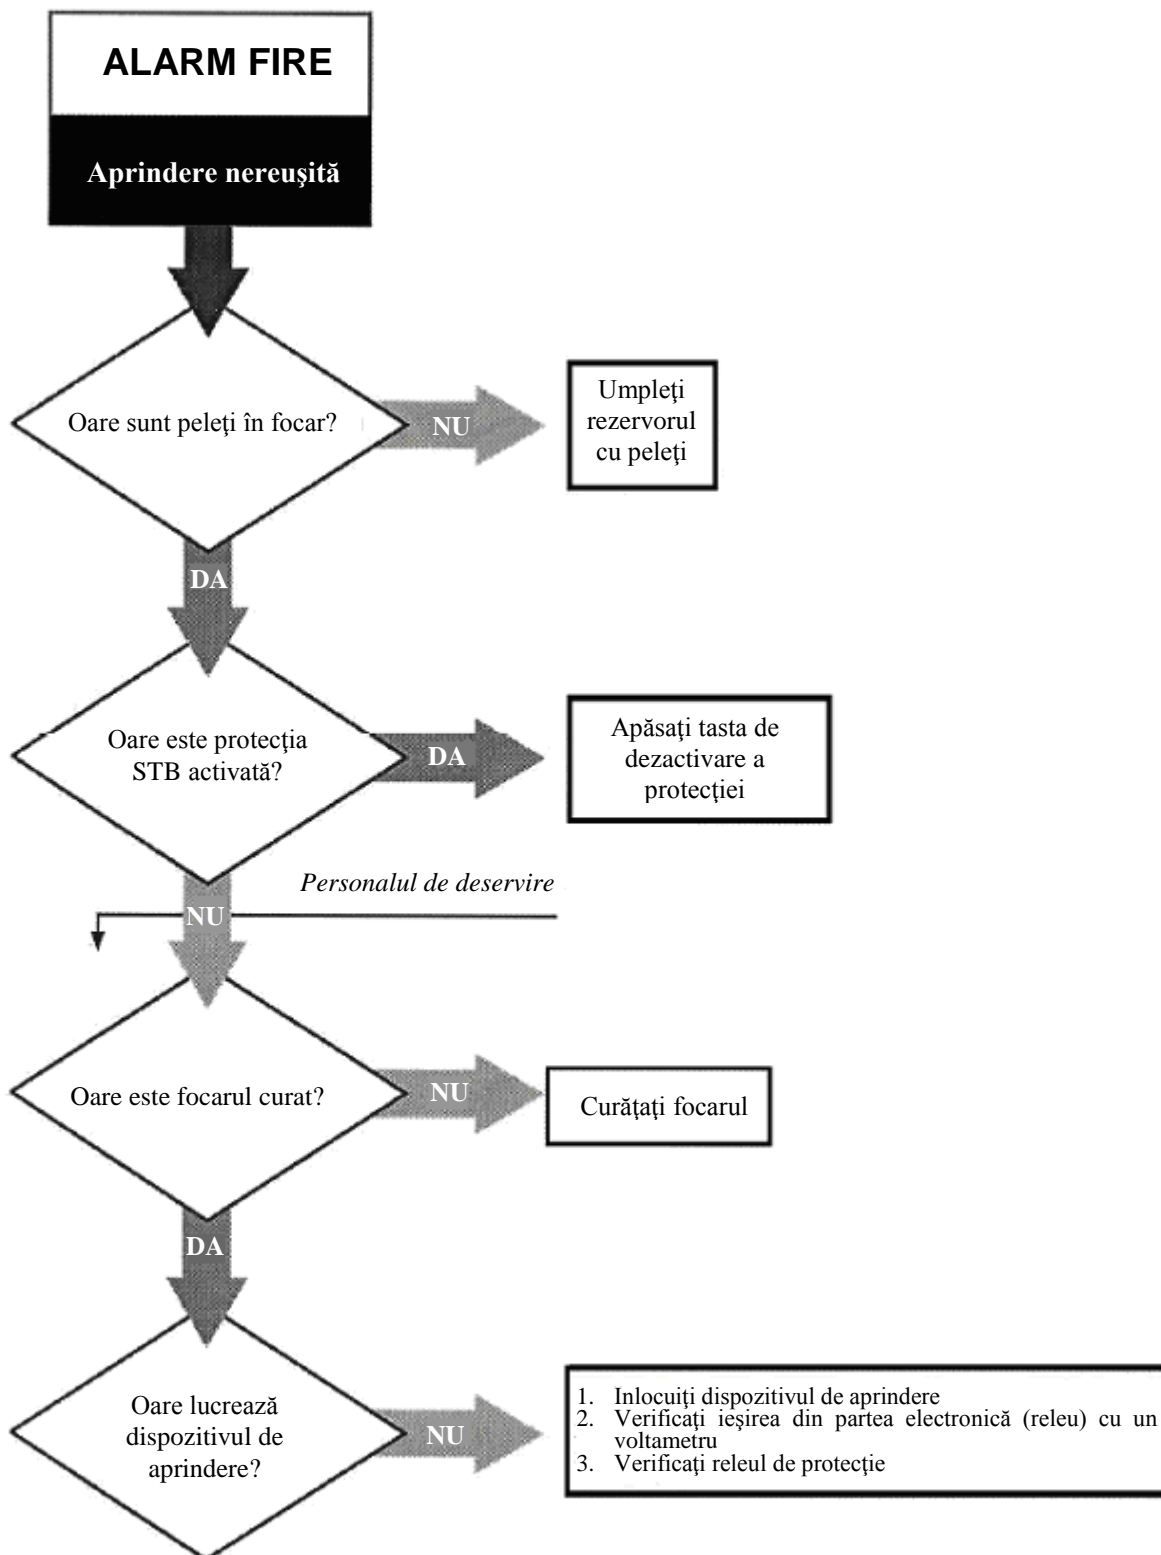 ALARM FIRE
Aprindere nereuşită
Oare sunt peleţi în focar?
NU
Umpleţi
rezervorul
cu peleţi
DA
Oare este protecţia
STB activată?
DA
Apăsaţi tasta de
dezactivare a
protecţiei
Personalul de deservire
NU
Oare este focarul curat?
NU
Curăţaţi focarul
DA
Oare lucrează
dispozitivul de
aprindere?
NU
1. Inlocuiţi dispozitivul de aprindere
2. Verificaţi ieşirea din partea electronică (releu) cu un
voltametru
3. Verificaţi releul de protecţie